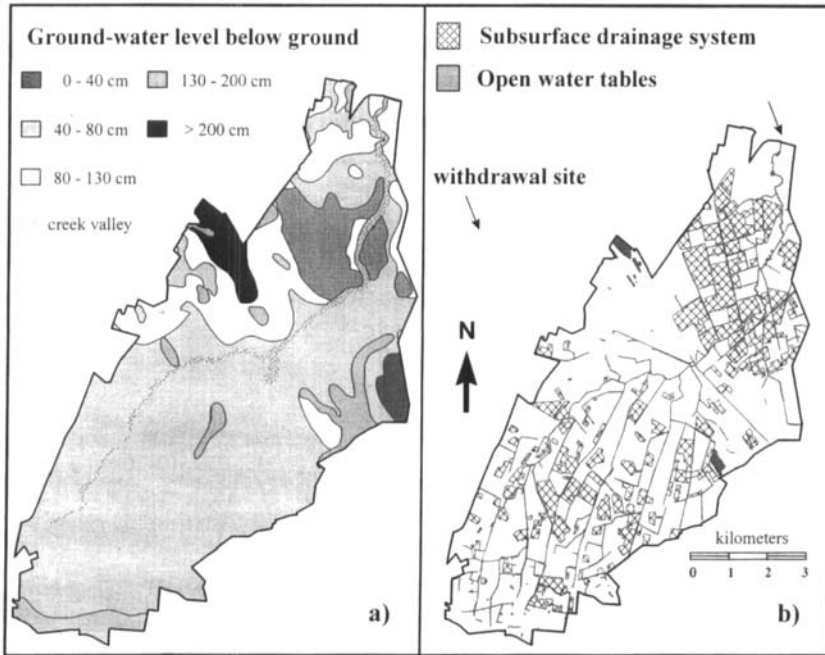 Ground-water level below ground
0 - 40 cm
130 - 200 cm
40 - 80 cm
> 200 cm
80 - 130 cm
creek valley
a)
Subsurface drainage system
Open water tables
withdrawal site
N
kilometers
0 1 2 3
b)